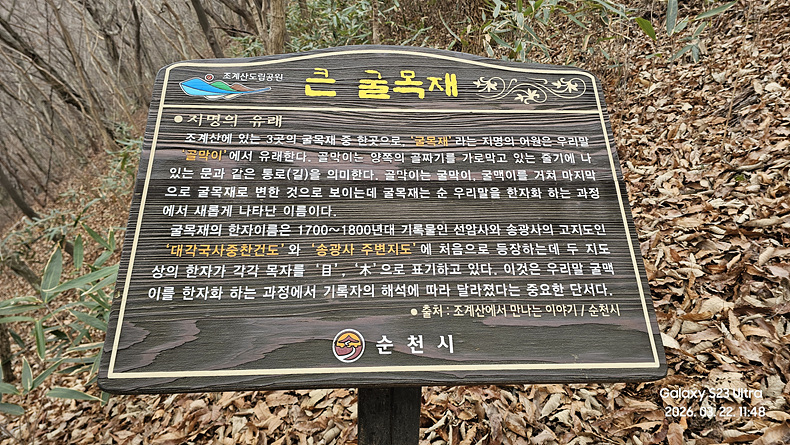 조계산도립공원
큰 굴목재
● 지명의 유래
조계산에 있는 3곳의 굴목재 중 한곳으로, '굴목재' 라는 지명의 어원은 우리말
'골막이' 에서 유래한다. 골막이는 양쪽의 골짜기를 가로막고 있는 줄기에 나
있는 문과 같은 통로(길)을 의미한다. 골막이는 굴막이, 굴맥이를 거쳐 마지막
으로 굴목재로 변한 것으로 보이는데 굴목재는 순 우리말을 한자화 하는 과정
에서 새롭게 나타난 이름이다.
굴목재의 한자이름은 1700~1800년대 기록물인 선암사와 송광사의 고지도인
'대각국사중찬건도' 와 '송광사 주변지도' 에 처음으로 등장하는데 두 지도
상의 한자가 각각 목자를 '目', '木'으로 표기하고 있다. 이것은 우리말 굴맥
이를 한자화 하는 과정에서 기록자의 해석에 따라 달라졌다는 중요한 단서다.
● 출처 : 조계산에서 만나는 이야기 / 순천시
순천시
Galaxy S23 Ultra
2026. 03. 22. 11:48